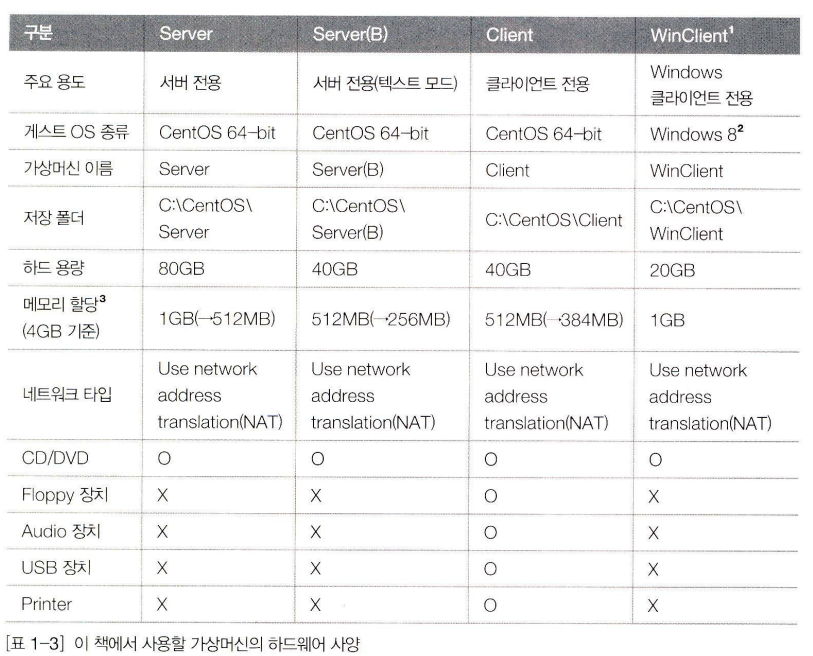 구분 Server Server(B) Client WinClient¹
주요 용도 서버 전용 서버 전용(텍스트 모드) 클라이언트 전용 Windows
클라이언트 전용
게스트 OS 종류 CentOS 64-bit CentOS 64-bit CentOS 64-bit Windows 8²
가상머신 이름 Server Server(B) Client WinClient
저장 폴더 C:\CentOS\ C:\CentOS\ C:\CentOS\Client C:\CentOS\
Server Server(B) WinClient
하드 용량 80GB 40GB 40GB 20GB
메모리 할당³ 1GB(→512MB) 512MB(→256MB) 512MB(→384MB) 1GB
(4GB 기준)
네트워크 타입 Use network Use network Use network Use network
address address address address
translation(NAT) translation(NAT) translation(NAT) translation(NAT)
CD/DVD O O O O
Floppy 장치 X X O X
Audio 장치 X X O X
USB 장치 X X O X
Printer X X O X
[표 1-3] 이 책에서 사용할 가상머신의 하드웨어 사양